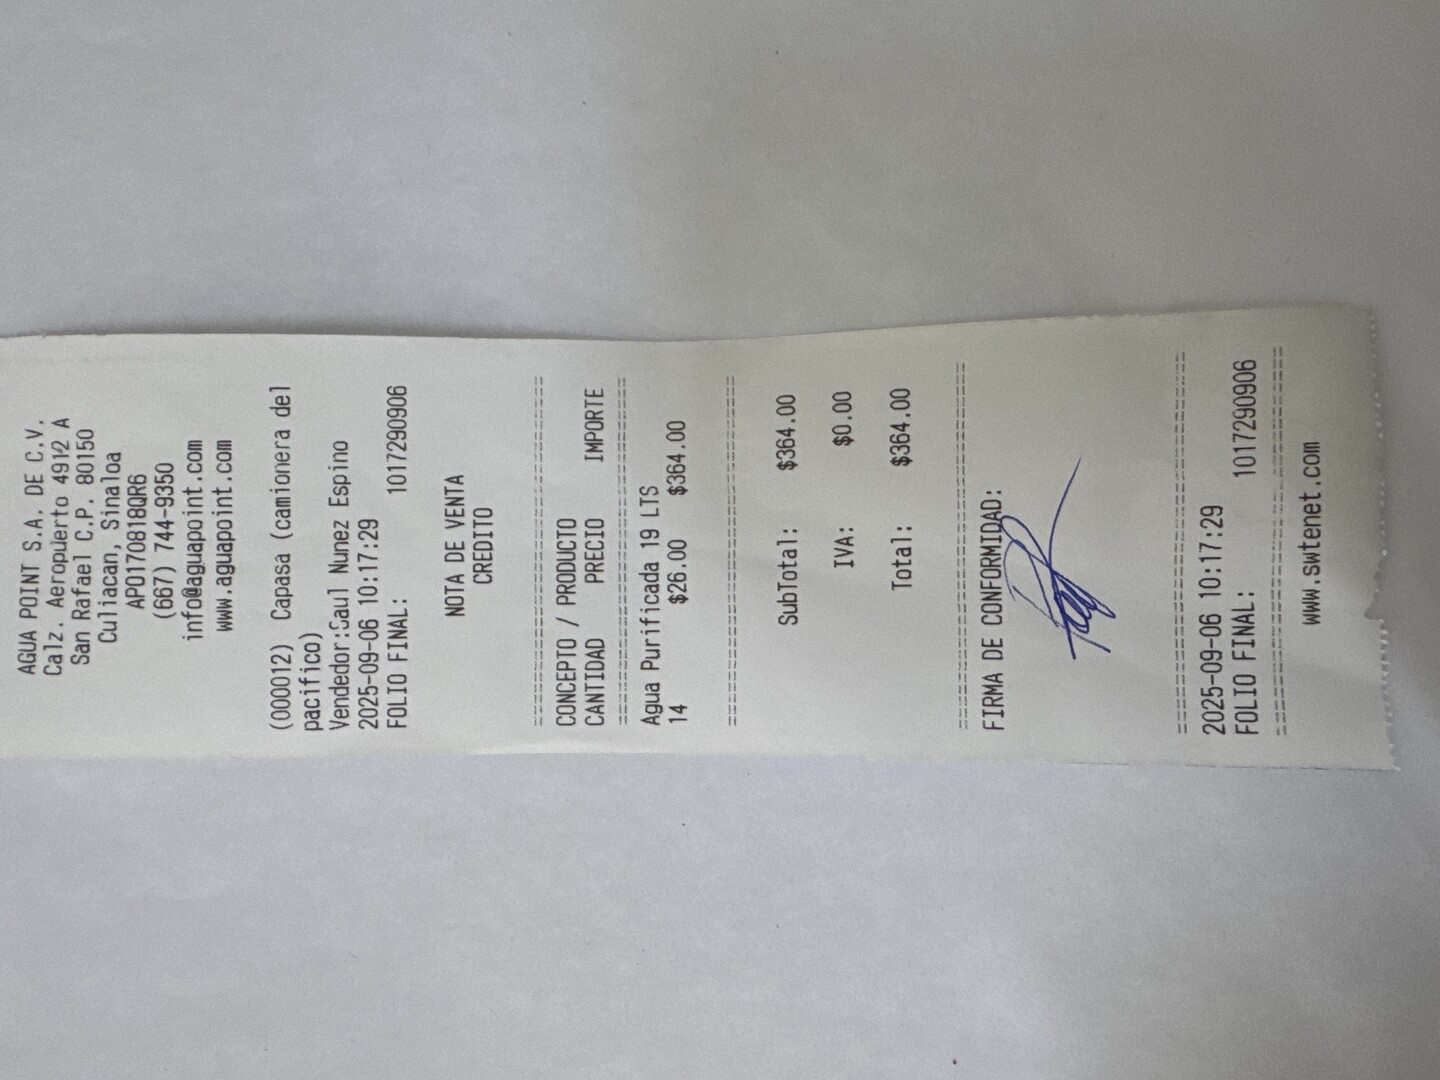 AGUA POINT S.A. DE C.V.
Calz. Aeropuerto 4912 A
San Rafael C.P. 80150
Culiacan, Sinaloa
APO170818QR6
(667) 744-9350
info@aguapoint.com
www.aguapoint.com
(000012) Capasa (camionera del
pacifico)
Vendedor:Saul Nunez Espino
2025-09-06 10:17:29
FOLIO FINAL: 1017290906
NOTA DE VENTA
CREDITO
CONCEPTO / PRODUCTO
CANTIDAD PRECIO IMPORTE
Agua Purificada 19 LTS
14 $26.00 $364.00
SubTotal: $364.00
IVA: $0.00
Total: $364.00
FIRMA DE CONFORMIDAD:
2025-09-06 10:17:29
FOLIO FINAL: 1017290906
www.swtenet.com